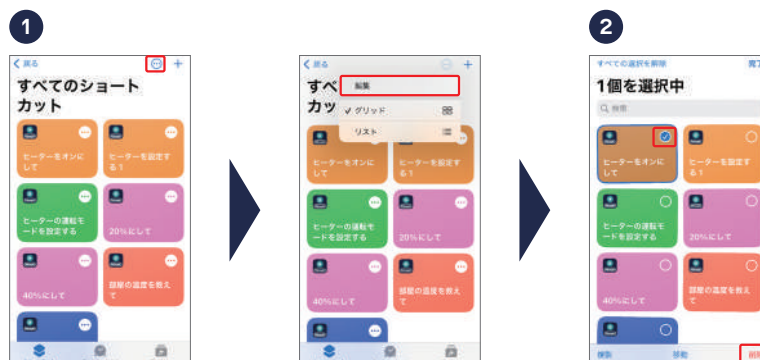 1
戻る
すべてのショート
カット
ヒーターをオンに
して
ヒーターを設定す
る 1
ヒーターの運転モ
ードを設定する
20%にして
40%にして
部屋の温度を教え
て
戻る
すべ
カッ
編集
グリッド
リスト
ヒーターをオンに
して
ヒーターを設定す
る 1
ヒーターの運転モ
ードを設定する
20%にして
40%にして
部屋の温度を教え
て
2
すべての選択を解除
完了
1個を選択中
検索
ヒーターをオンに
して
ヒーターを設定す
る 1
ヒーターの運転モ
ードを設定する
20%にして
40%にして
部屋の温度を教え
て
複製
移動
削除